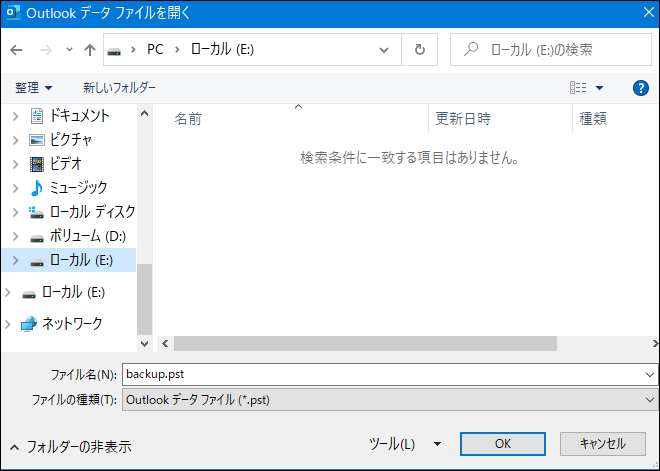 Outlook データ ファイルを開く
PC ローカル (E:) ローカル (E:)の検索
整理 新しいフォルダー
名前 更新日時 種類
検索条件に一致する項目はありません。
ドキュメント
ピクチャ
ビデオ
ミュージック
ローカル ディスク
ボリューム (D:)
ローカル (E:)
ローカル (E:)
ネットワーク
ファイル名(N): backup.pst
ファイルの種類(T): Outlook データ ファイル (*.pst)
フォルダーの非表示 ツール(L) OK キャンセル